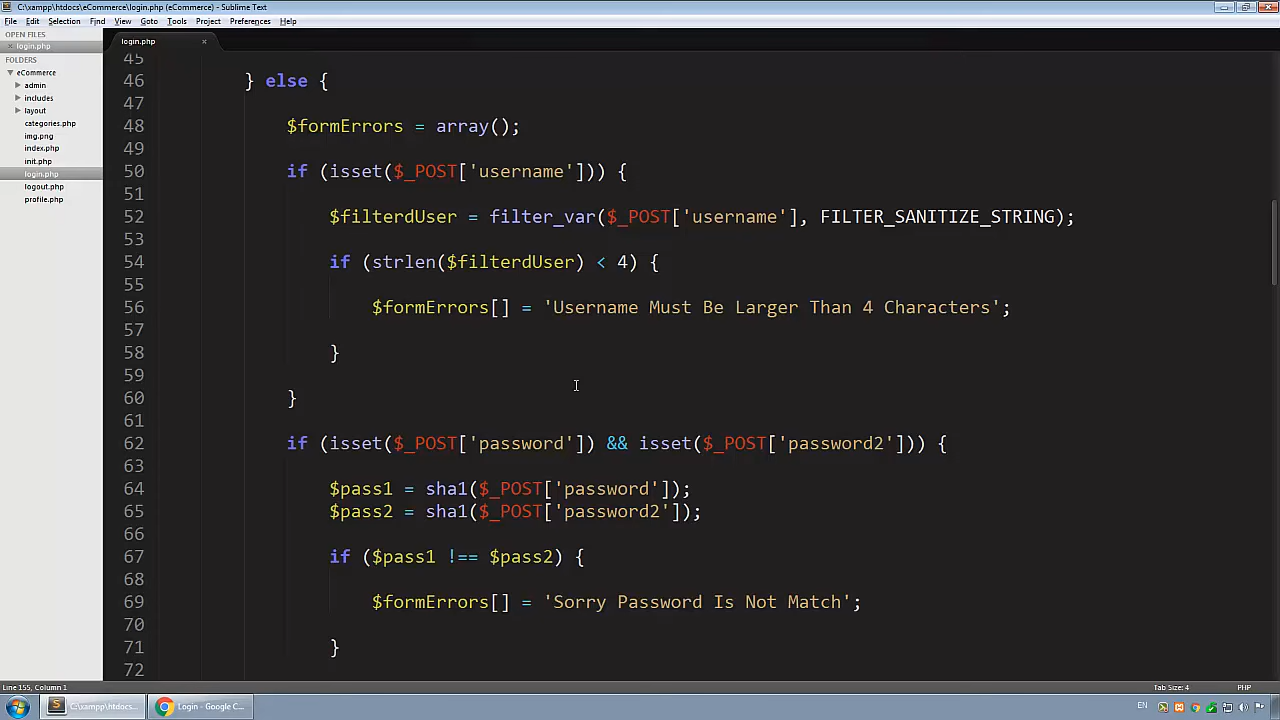 C:\xampp\htdocs\eCommerce\login.php (eCommerce) - Sublime Text
File Edit Selection Find View Goto Tools Project Preferences Help
OPEN FILES
login.php
FOLDERS
eCommerce
admin
includes
layout
categories.php
img.png
index.php
init.php
login.php
logout.php
profile.php
login.php
45
46 } else {
47
48 $formErrors = array();
49
50 if (isset($_POST['username'])) {
51
52 $filterdUser = filter_var($_POST['username'], FILTER_SANITIZE_STRING);
53
54 if (strlen($filterdUser) < 4) {
55
56 $formErrors[] = 'Username Must Be Larger Than 4 Characters';
57
58 }
59
60 }
61
62 if (isset($_POST['password']) && isset($_POST['password2'])) {
63
64 $pass1 = sha1($_POST['password']);
65 $pass2 = sha1($_POST['password2']);
66
67 if ($pass1 !== $pass2) {
68
69 $formErrors[] = 'Sorry Password Is Not Match';
70
71 }
72
Line 155, Column 1 Tab Size: 4 PHP
C:\xampp\htdocs... Login - Google C... EN